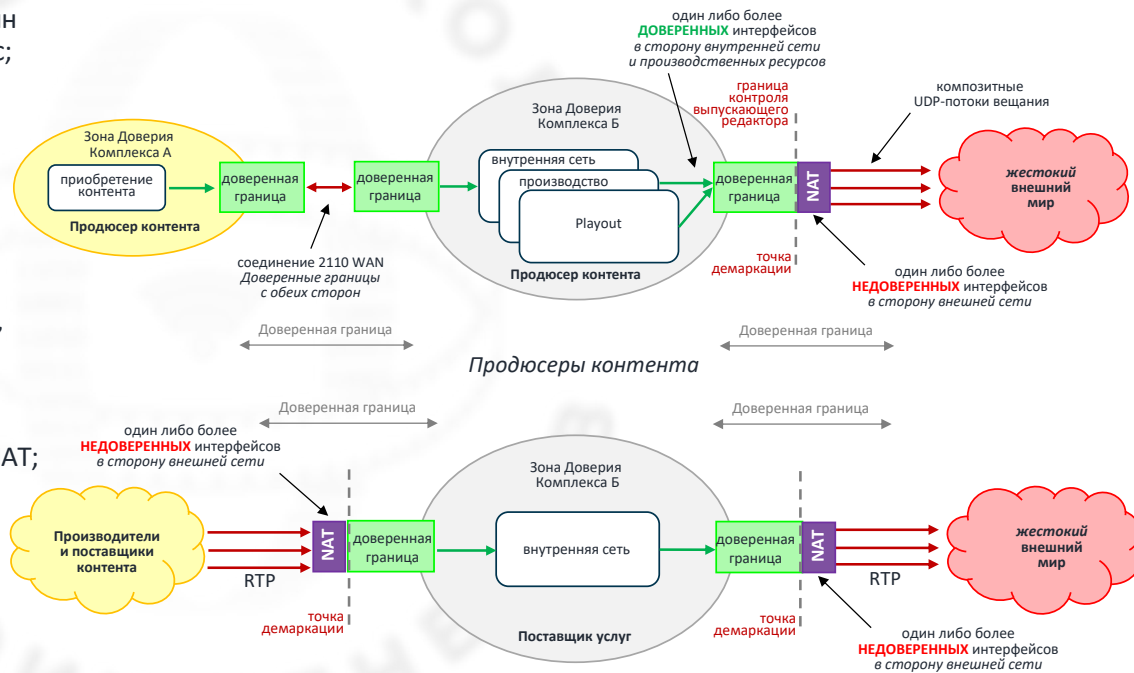 ин
с;
один либо более
ДОВЕРЕННЫХ интерфейсов
в сторону внутренней сети
и производственных ресурсов
граница
контроля
выпускающего
редактора
композитные
UDP-потоки вещания
Зона Доверия
Комплекса А
приобретение
контента
Продюсер контента
доверенная
граница
доверенная
граница
соединение 2110 WAN
Доверенные границы
с обеих сторон
Зона Доверия
Комплекса Б
внутренняя сеть
производство
Playout
Продюсер контента
доверенная
граница
NAT
точка
демаркации
жестокий
внешний
мир
один либо более
НЕДОВЕРЕННЫХ интерфейсов
в сторону внешней сети
,
Доверенная граница
Доверенная граница
Продюсеры контента
Доверенная граница
Доверенная граница
АТ;
один либо более
НЕДОВЕРЕННЫХ интерфейсов
в сторону внешней сети
Производители
и поставщики
контента
RTP
NAT
доверенная
граница
точка
демаркации
Зона Доверия
Комплекса Б
внутренняя сеть
Поставщик услуг
доверенная
граница
NAT
точка
демаркации
RTP
жестокий
внешний
мир
один либо более
НЕДОВЕРЕННЫХ интерфейсов
в сторону внешней сети